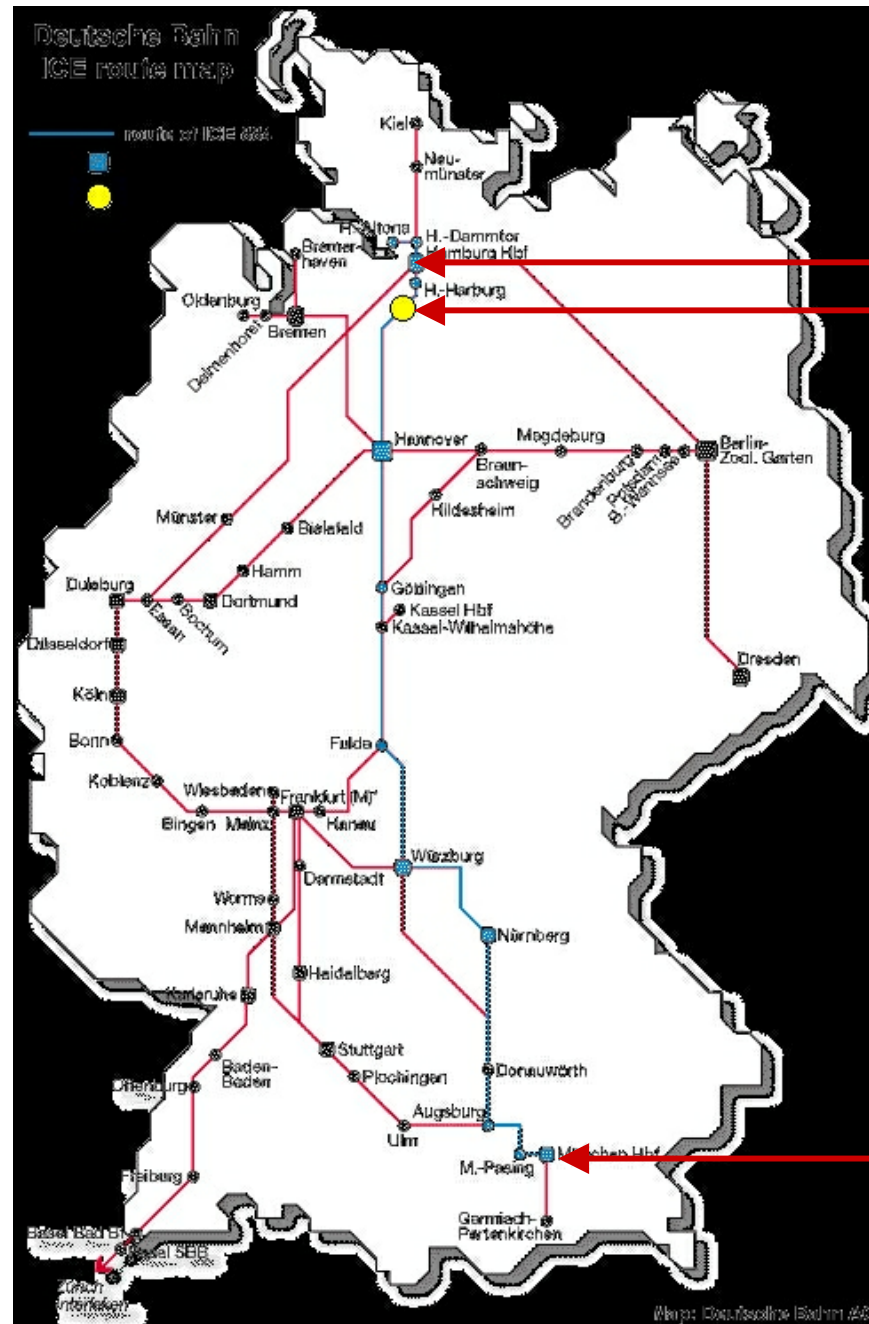 Deutsche Bahn
ICE route map
route of ICE 884
Kiel
Neu-
münster
H.-Altona
H.-Dammtor
Hamburg Hbf
Bremer-
haven
H.-Harburg
Oldenburg
Delmenhorst
Bremen
Hannover
Magdeburg
Berlin-
Zool. Garten
Braun-
schweig
Brandenburg
Potsdam
B.-Wannsee
Hildesheim
Münster
Bielefeld
Hamm
Duisburg
Göttingen
Essen
Bochum
Dortmund
Kassel Hbf
Kassel-Wilhelmshöhe
Düsseldorf
Dresden
Köln
Bonn
Fulda
Koblenz
Wiesbaden
Frankfurt (M)
Bingen
Mainz
Hanau
Würzburg
Darmstadt
Worms
Mannheim
Nürnberg
Heidelberg
Karlsruhe
Stuttgart
Baden-
Baden
Plochingen
Donauwörth
Offenburg
Augsburg
Ulm
München Hbf
M.-Pasing
Freiburg
Garmisch-
Partenkirchen
Basel Bad Bf
Basel SBB
Zürich
Interlaken
Map: Deutsche Bahn AG